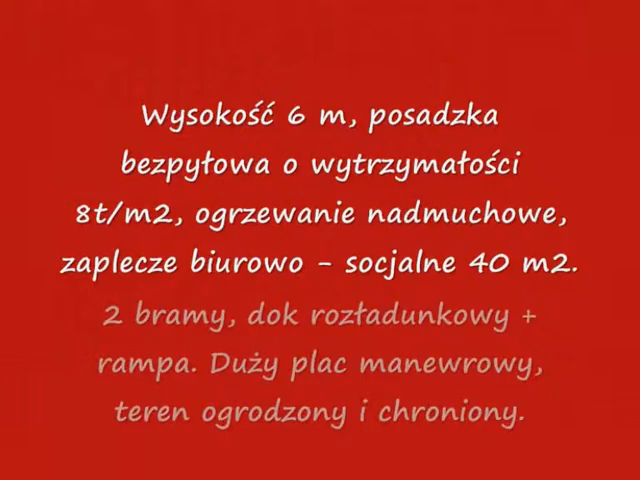 Wysokość 6 m, posadzka
bezpyłowa o wytrzymałości
8t/m2, ogrzewanie nadmuchowe,
zaplecze biurowo - socjalne 40 m2.
2 bramy, dok rozładunkowy +
rampa. Duży plac manewrowy,
teren ogrodzony i chroniony.